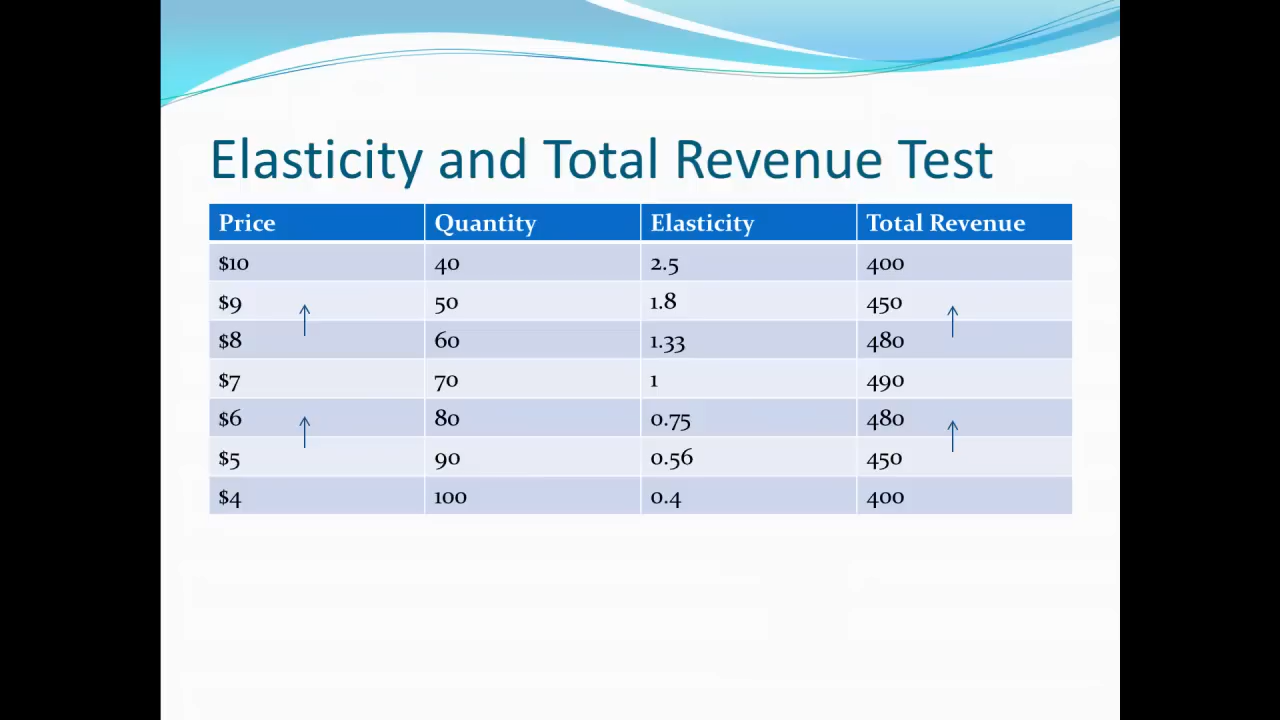 Elasticity and Total Revenue Test
Price Quantity Elasticity Total Revenue
$10 40 2.5 400
$9 50 1.8 450
$8 60 1.33 480
$7 70 1 490
$6 80 0.75 480
$5 90 0.56 450
$4 100 0.4 400